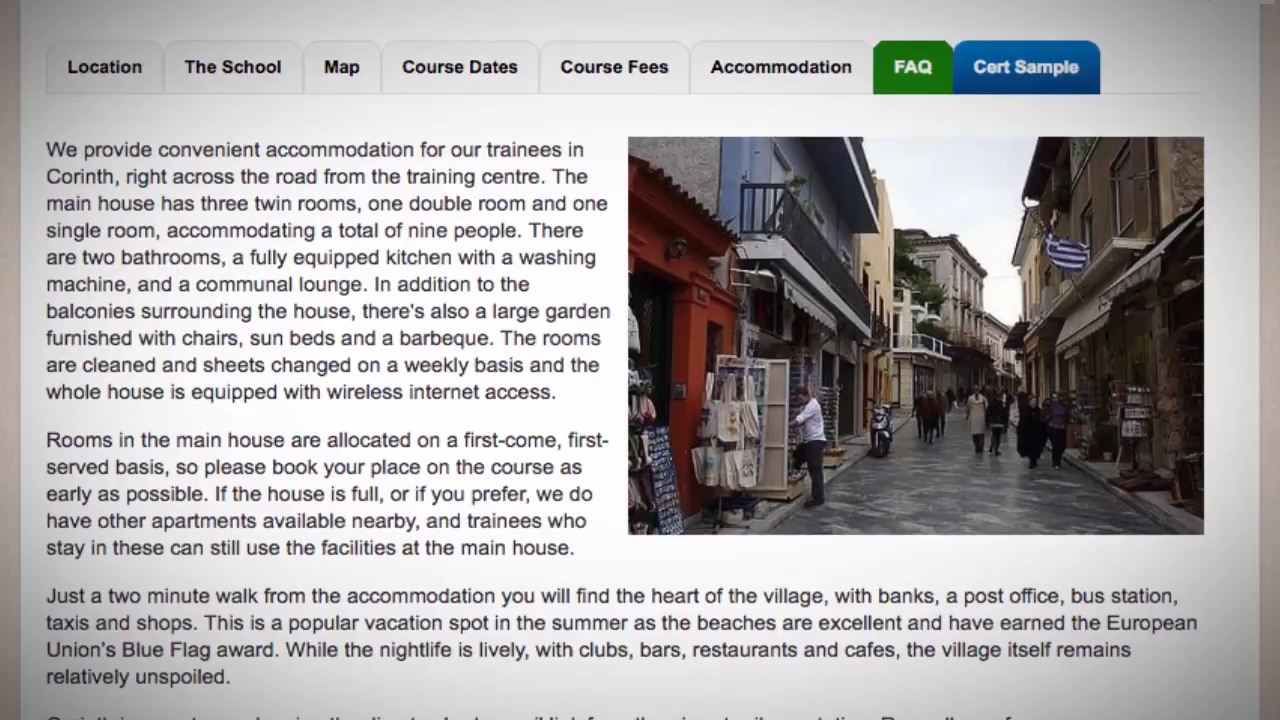 Location The School Map Course Dates Course Fees Accommodation FAQ Cert Sample
We provide convenient accommodation for our trainees in
Corinth, right across the road from the training centre. The
main house has three twin rooms, one double room and one
single room, accommodating a total of nine people. There
are two bathrooms, a fully equipped kitchen with a washing
machine, and a communal lounge. In addition to the
balconies surrounding the house, there's also a large garden
furnished with chairs, sun beds and a barbeque. The rooms
are cleaned and sheets changed on a weekly basis and the
whole house is equipped with wireless internet access.
Rooms in the main house are allocated on a first-come, first-
served basis, so please book your place on the course as
early as possible. If the house is full, or if you prefer, we do
have other apartments available nearby, and trainees who
stay in these can still use the facilities at the main house.
Just a two minute walk from the accommodation you will find the heart of the village, with banks, a post office, bus station,
taxis and shops. This is a popular vacation spot in the summer as the beaches are excellent and have earned the European
Union's Blue Flag award. While the nightlife is lively, with clubs, bars, restaurants and cafes, the village itself remains
relatively unspoiled.